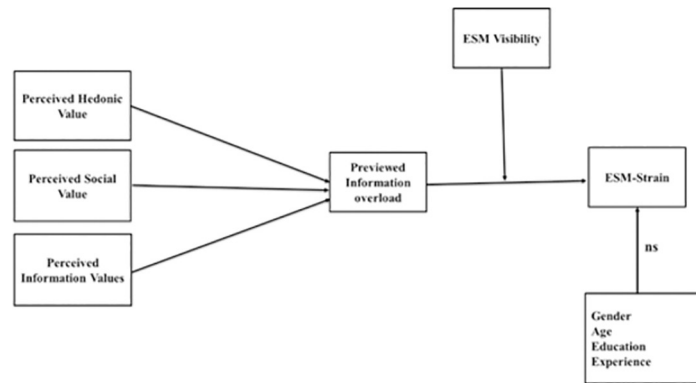 ESM Visibility
Perceived Hedonic
Value
Perceived Social
Value
Previewed
Information
overload
ESM-Strain
Perceived
Information Values
ns
Gender
Age
Education
Experience